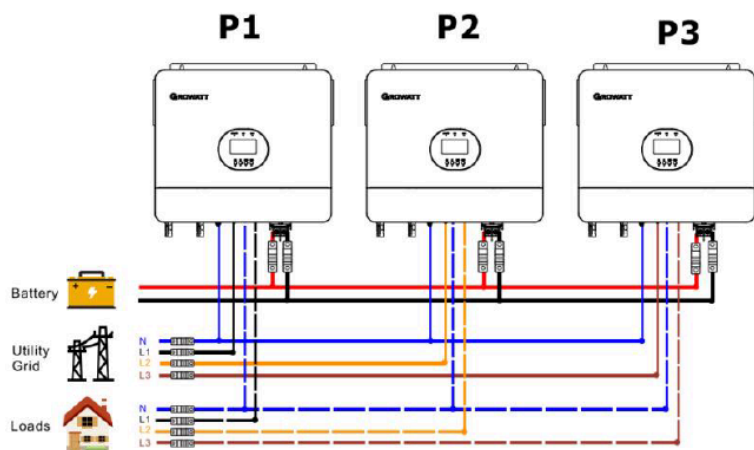 P1
P2
P3
GROWATT
GROWATT
GROWATT
Battery
Utility
Grid
N
L1
L2
L3
Loads
N
L1
L2
L3